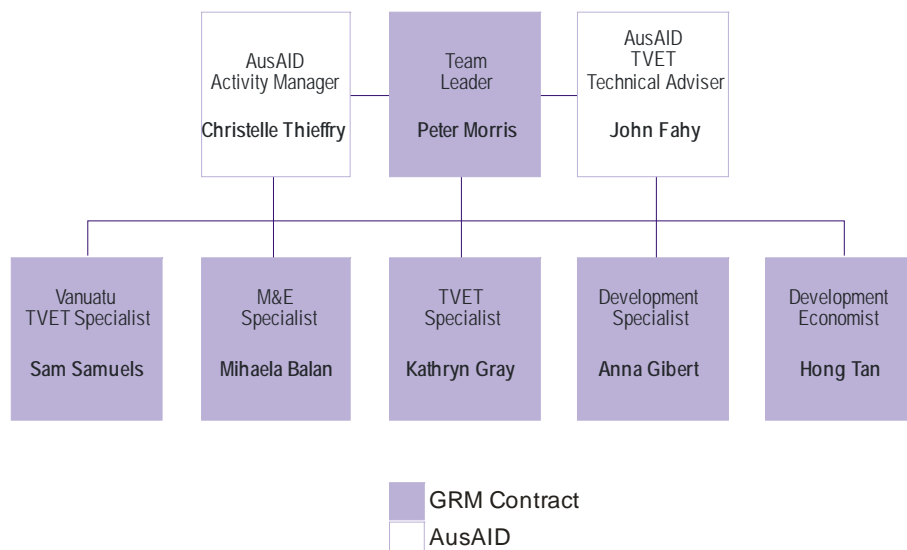 AusAID
Activity Manager
Christelle Thieffry
Team
Leader
Peter Morris
AusAID
TVET
Technical Adviser
John Fahy
Vanuatu
TVET Specialist
Sam Samuels
M&E
Specialist
Mihaela Balan
TVET
Specialist
Kathryn Gray
Development
Specialist
Anna Gibert
Development
Economist
Hong Tan
GRM Contract
AusAID